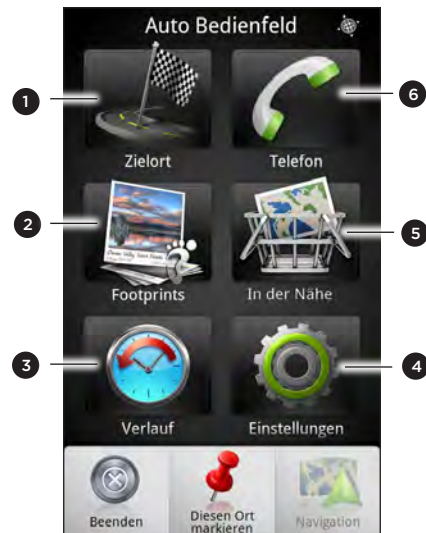 Auto Bedienfeld
1
6
Zielort
Telefon
2
5
Footprints
In der Nähe
3
4
Verlauf
Einstellungen
Beenden
Diesen Ort
markieren
Navigation